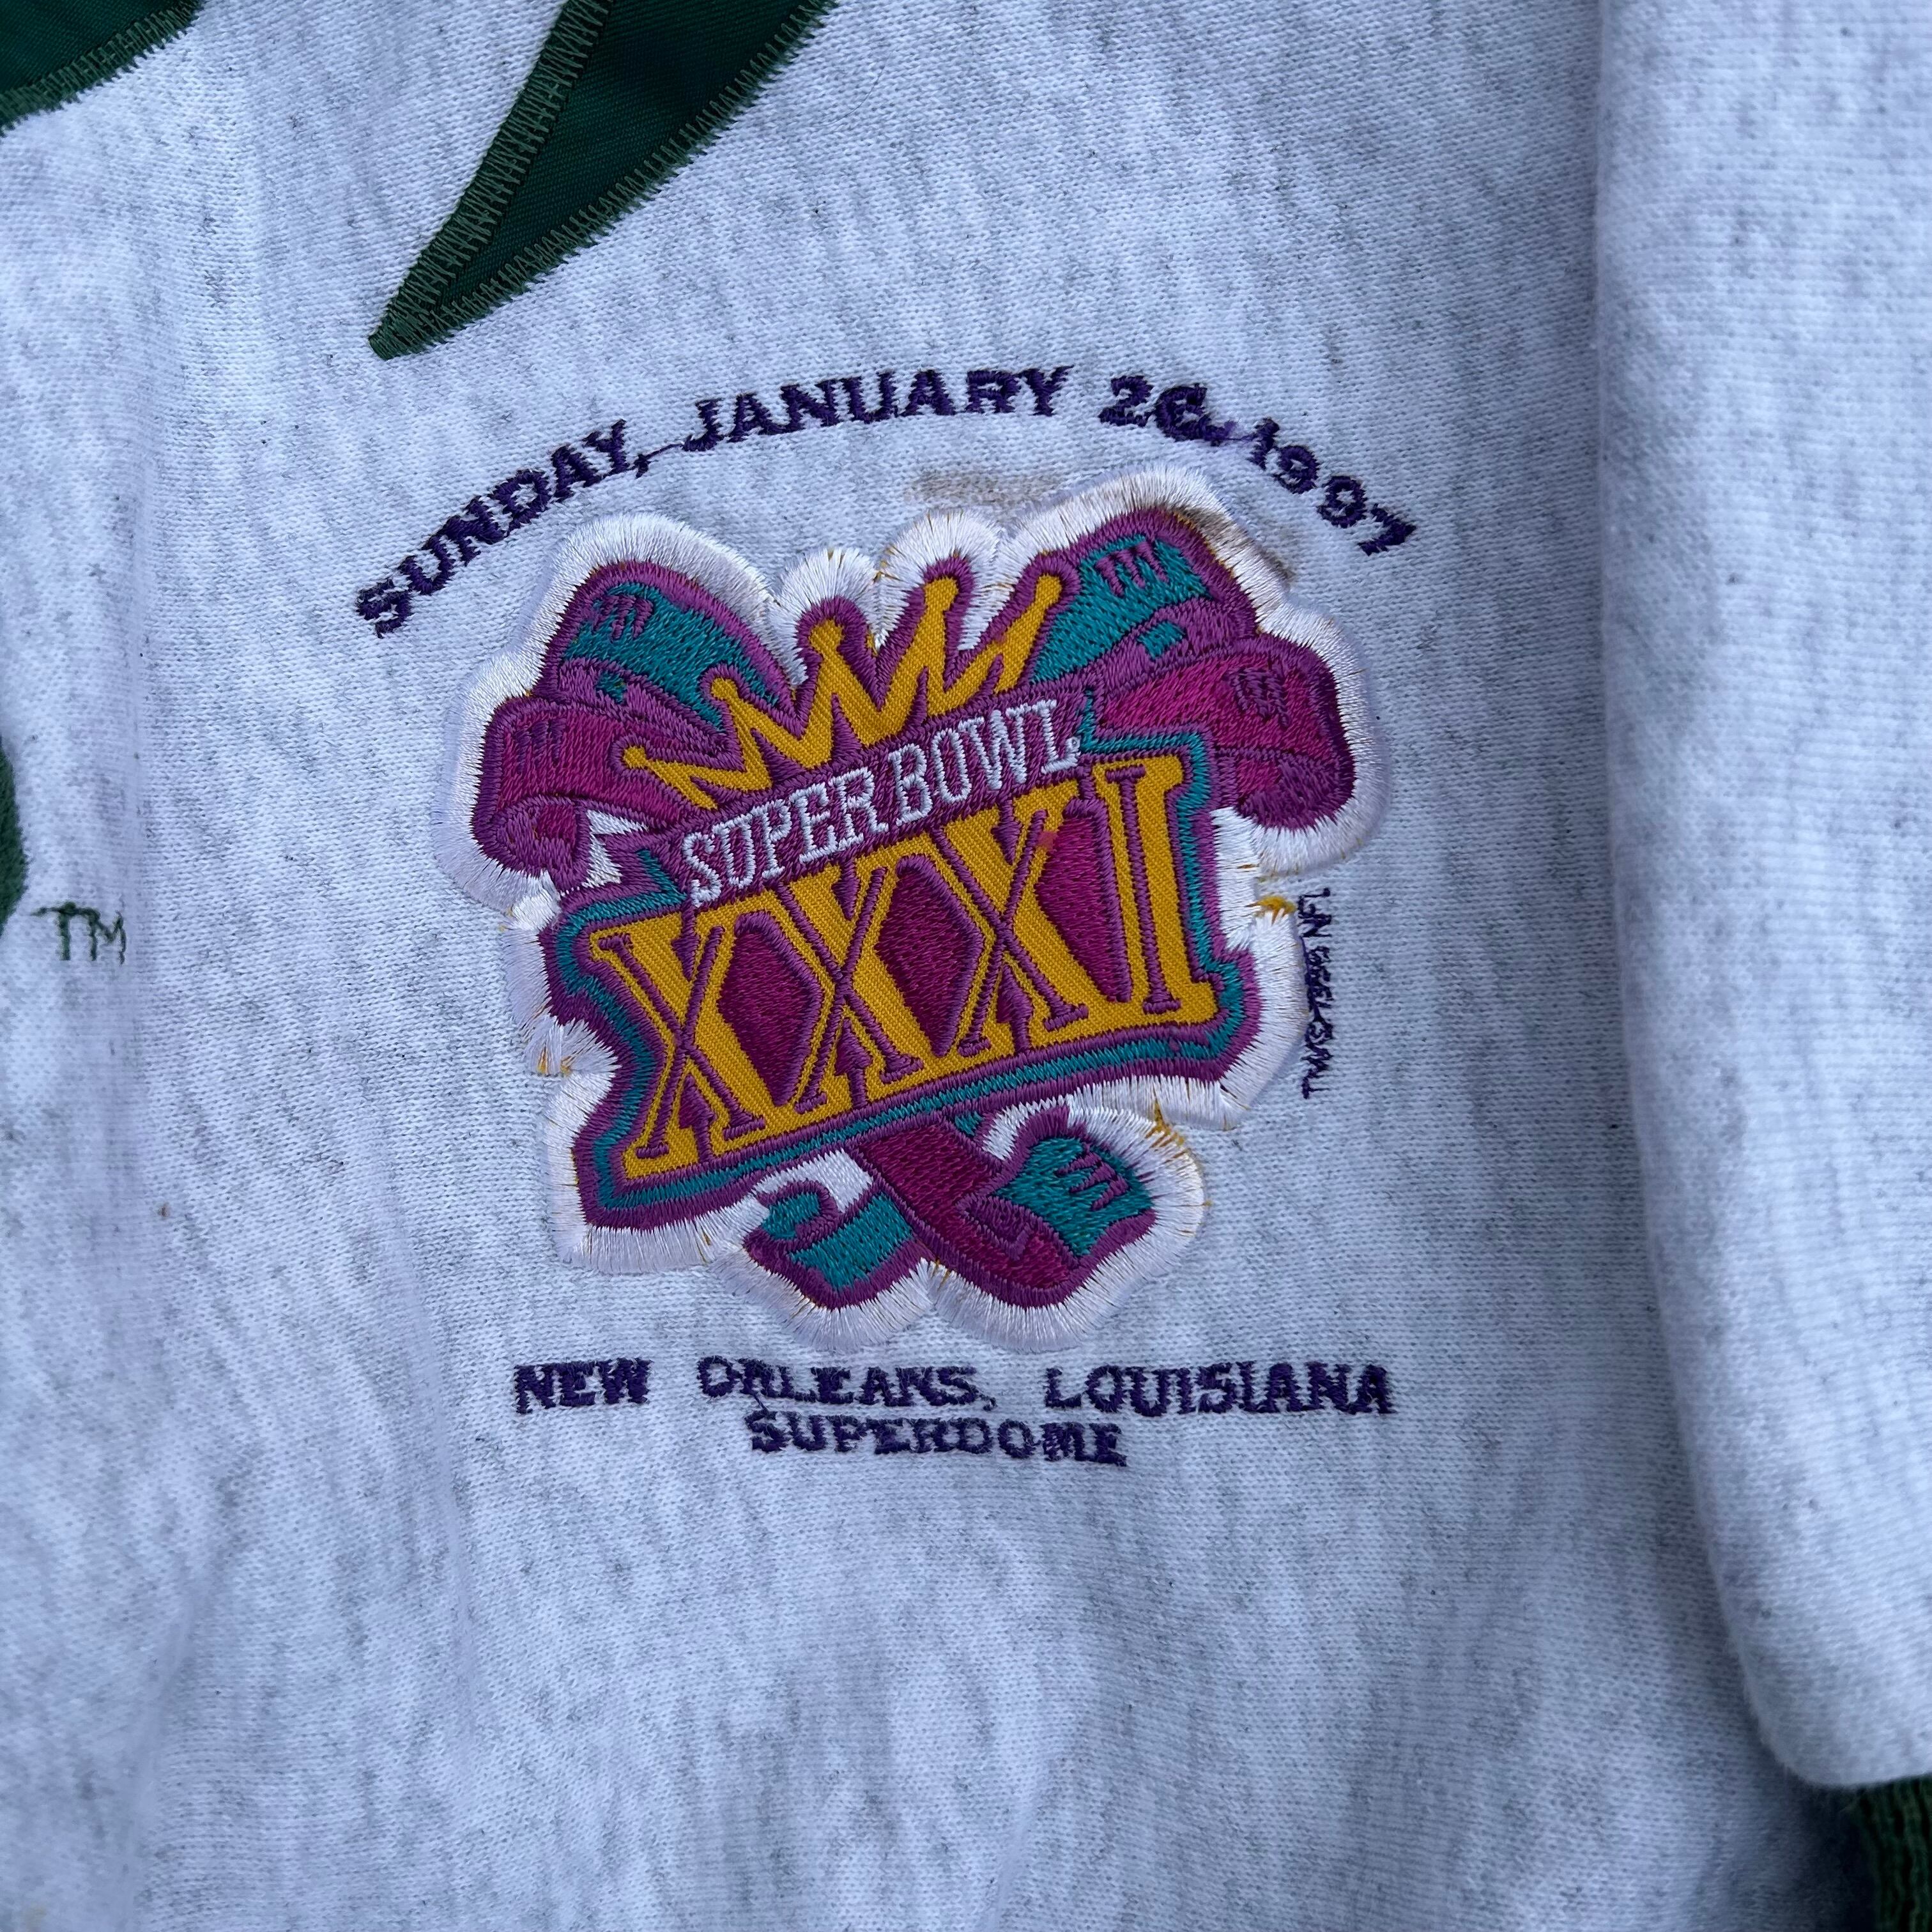 SUNDAY, JANUARY 26, 1997
SUPER BOWL
XXXI
TM
NEW ORLEANS, LOUISIANA
SUPERDOME